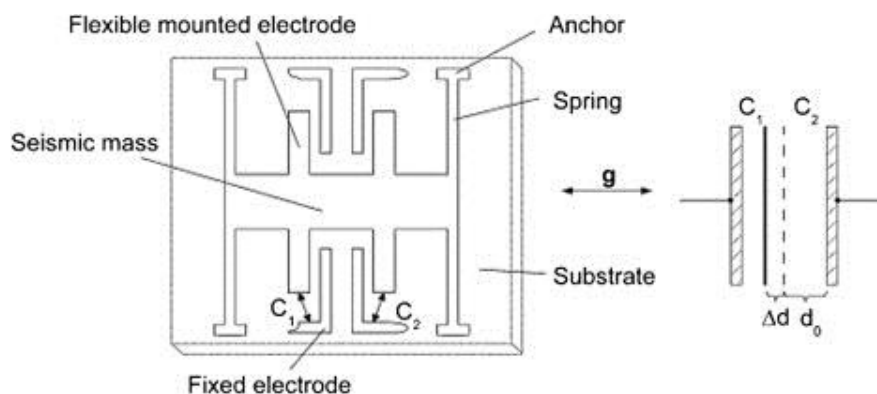 Flexible mounted electrode
Anchor
Spring
Seismic mass
C₁
C₂
g
Substrate
C₁
C₂
Δd
d₀
Fixed electrode